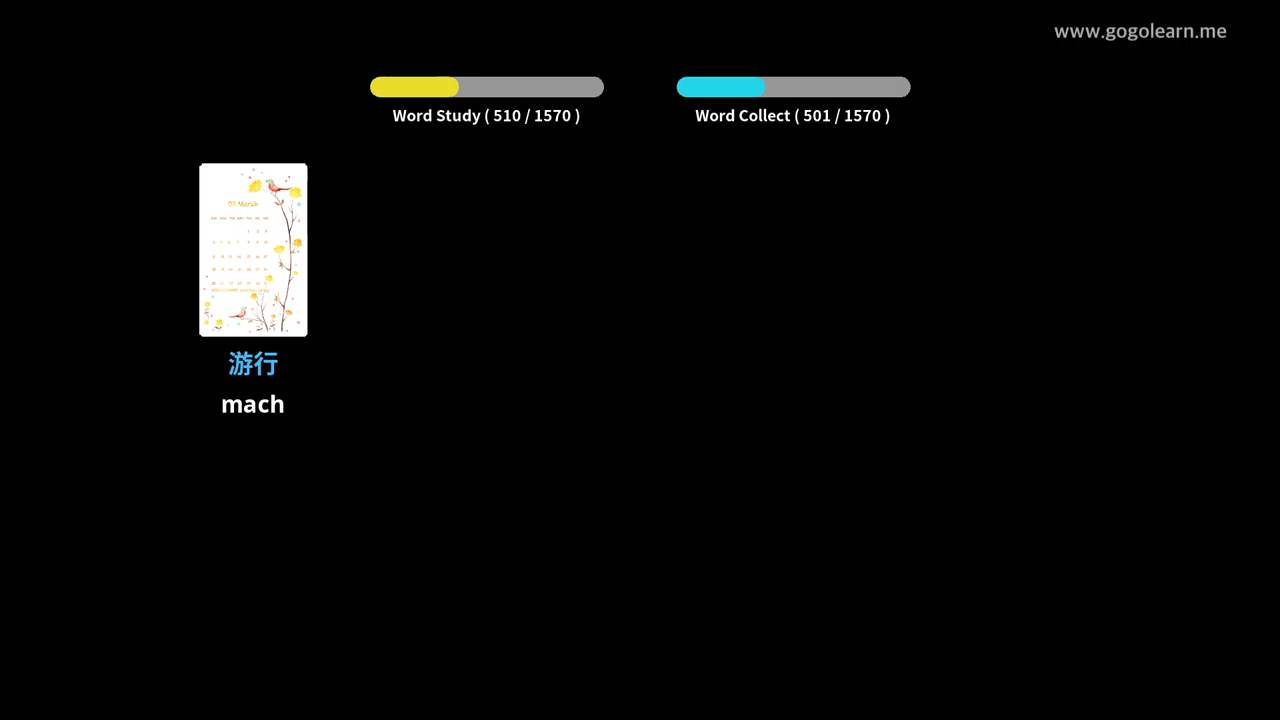 www.gogolearn.me
Word Study ( 510 / 1570 )
Word Collect ( 501 / 1570 )
03 March
游行
mach